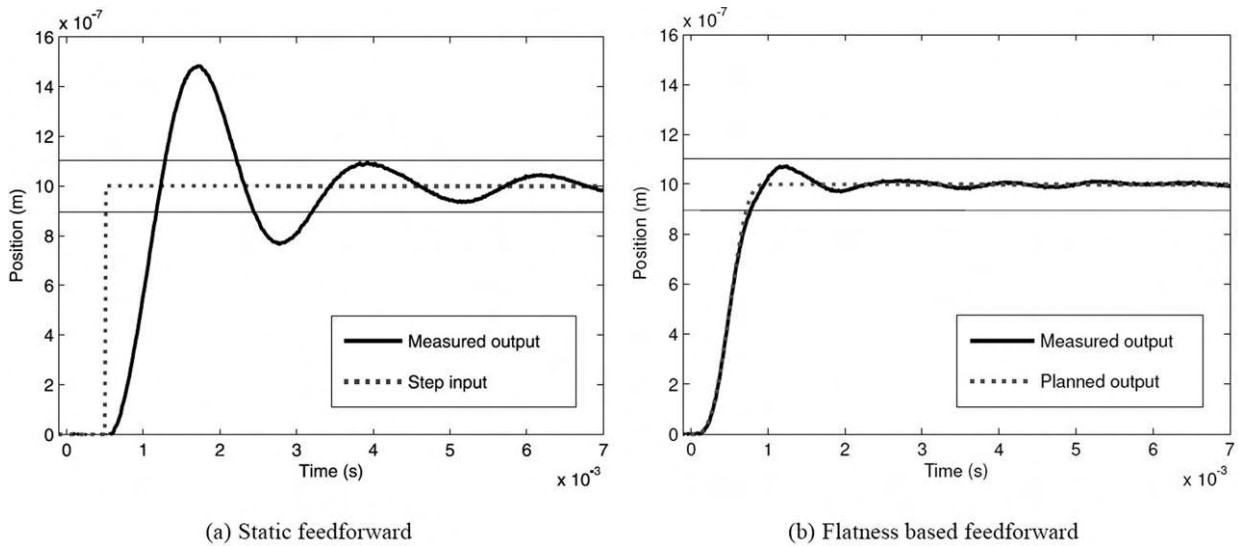 x 10⁻⁷
16
14
12
10
8
6
4
2
0
Position (m)
0 1 2 3 4 5 6 7
Time (s)
x 10⁻³
Measured output
Step input
(a) Static feedforward
x 10⁻⁷
16
14
12
10
8
6
4
2
0
Position (m)
0 1 2 3 4 5 6 7
Time (s)
x 10⁻³
Measured output
Planned output
(b) Flatness based feedforward